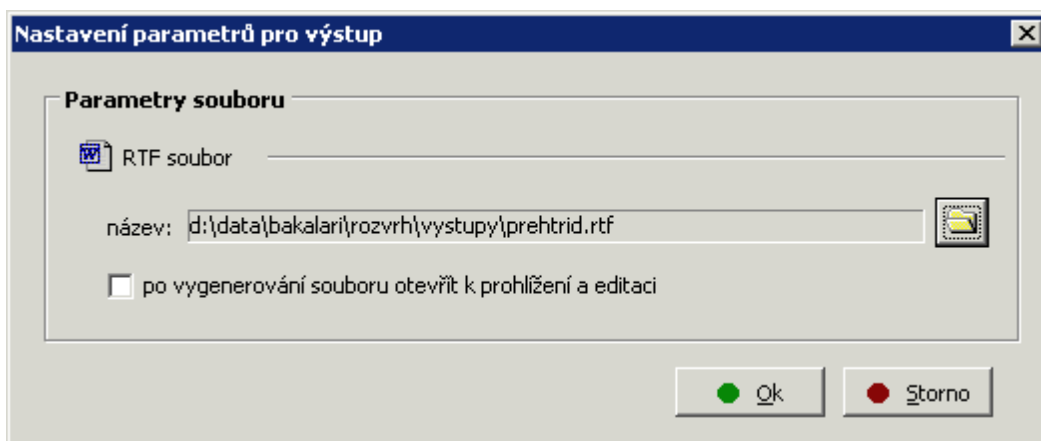 Nastavení parametrů pro výstup
Parametry souboru
RTF soubor
název: d:\data\bakalari\rozvrh\vystupy\prehtrid.rtf
po vygenerování souboru otevřít k prohlížení a editaci
Ok Storno